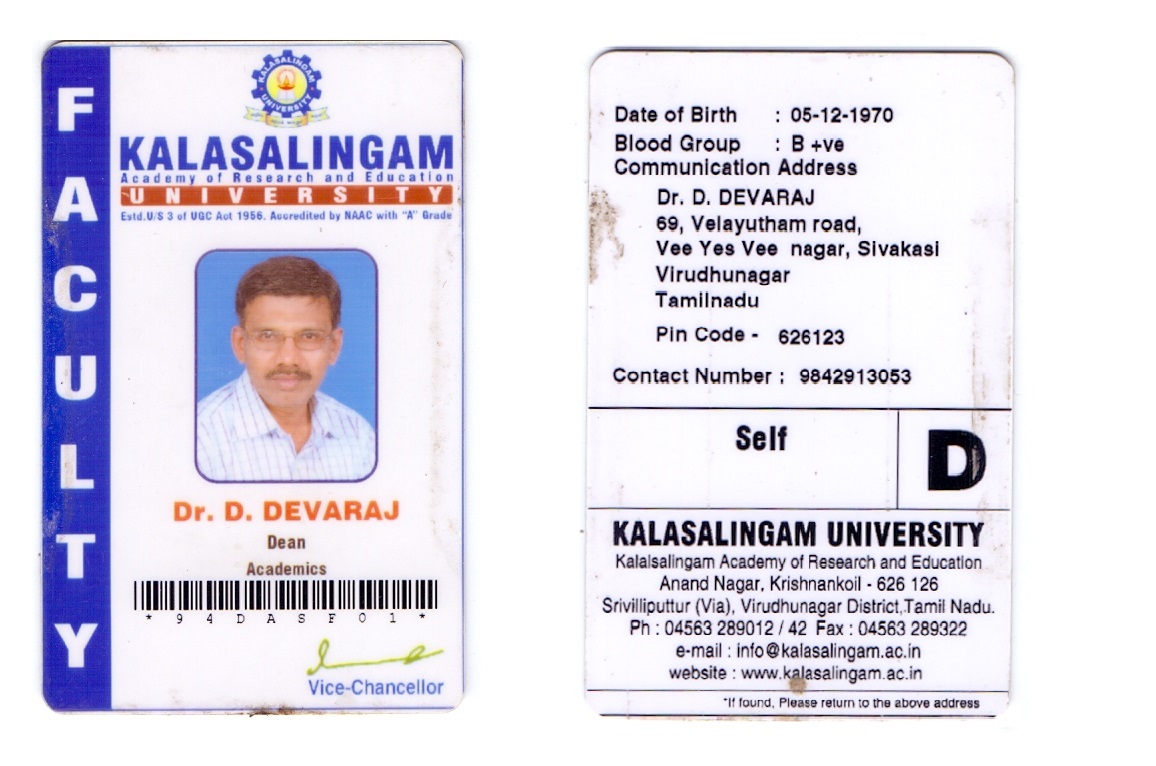 FACULTY
KALASALINGAM UNIVERSITY
KALASALINGAM
Academy of Research and Education
UNIVERSITY
Estd.U/S 3 of UGC Act 1956. Accredited by NAAC with "A" Grade
Dr. D. DEVARAJ
Dean
Academics
*94DASF01*
Vice-Chancellor
Date of Birth : 05-12-1970
Blood Group : B +ve
Communication Address
Dr. D. DEVARAJ
69, Velayutham road,
Vee Yes Vee nagar, Sivakasi
Virudhunagar
Tamilnadu
Pin Code - 626123
Contact Number : 9842913053
Self
D
KALASALINGAM UNIVERSITY
Kalalsalingam Academy of Research and Education
Anand Nagar, Krishnankoil - 626 126
Srivilliputtur (Via), Virudhunagar District,Tamil Nadu.
Ph : 04563 289012 / 42 Fax : 04563 289322
e-mail : info@kalasalingam.ac.in
website : www.kalasalingam.ac.in
*If found, Please return to the above address